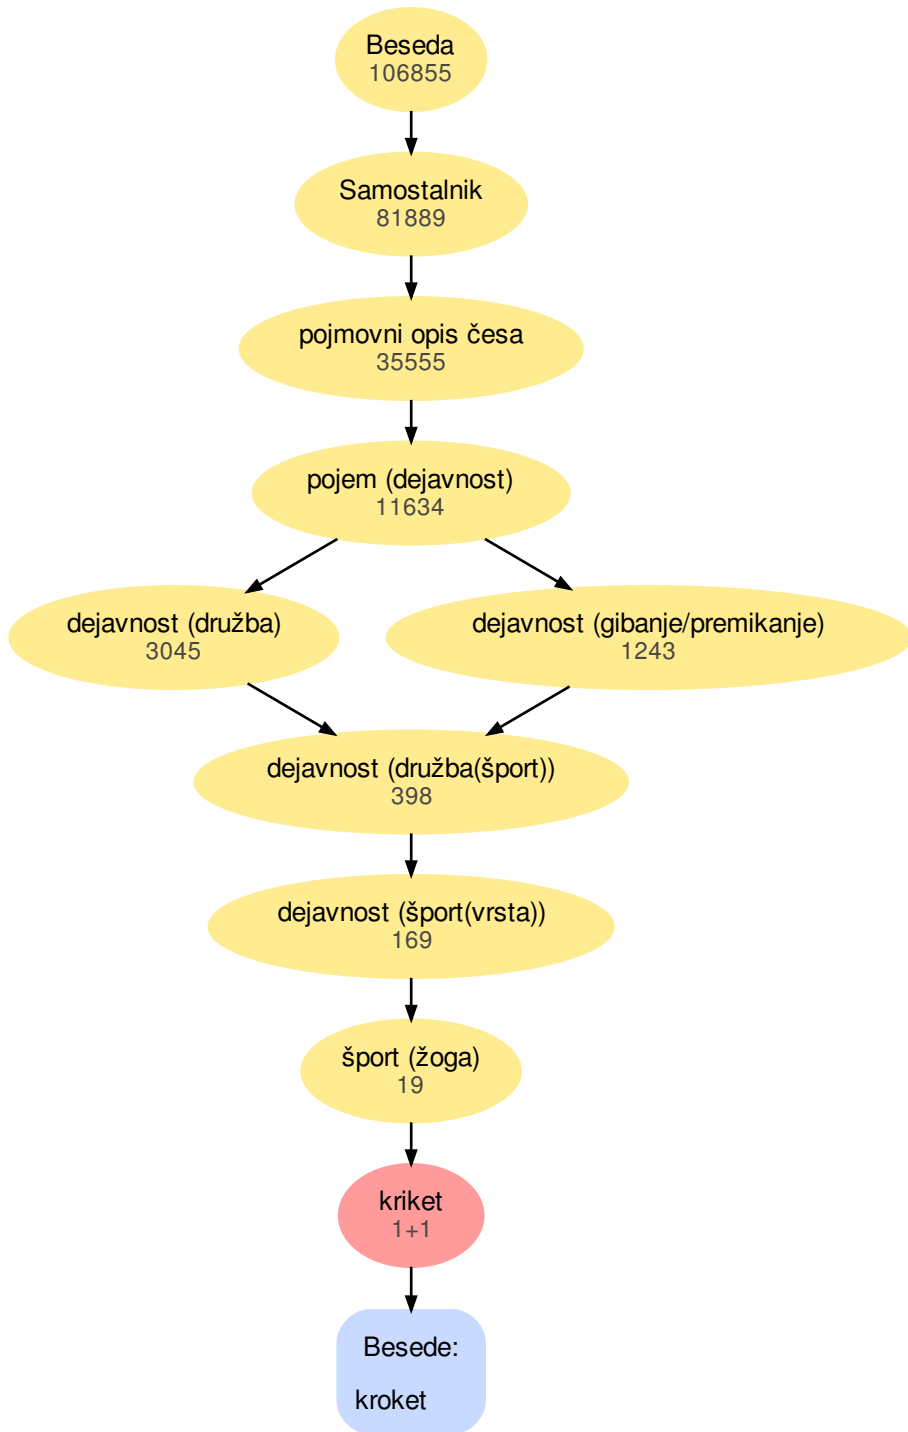 Beseda
106855
Samostalnik
81889
pojmovni opis česa
35555
pojem (dejavnost)
11634
dejavnost (družba)
3045
dejavnost (gibanje/premikanje)
1243
dejavnost (družba(šport))
398
dejavnost (šport(vrsta))
169
šport (žoga)
19
kriket
1+1
Besede:
kroket